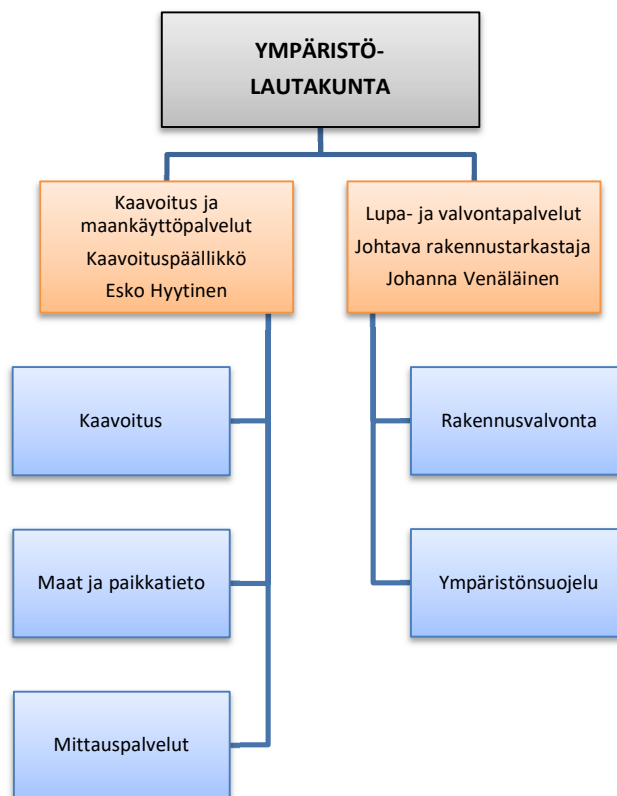 YMPÄRISTÖ-
LAUTAKUNTA
Kaavoitus ja
maankäyttöpalvelut
Kaavoituspäällikkö
Esko Hyytinen
Lupa- ja valvontapalvelut
Johtava rakennustarkastaja
Johanna Venäläinen
Kaavoitus
Rakennusvalvonta
Maat ja paikkatieto
Ympäristönsuojelu
Mittauspalvelut